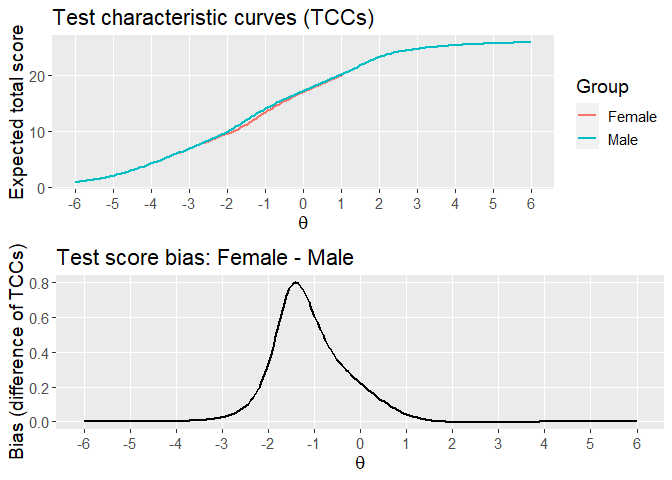 Test characteristic curves (TCCs)
Expected total score
20
10
0
-6 -5 -4 -3 -2 -1 0 1 2 3 4 5 6
θ
Group
Female
Male
Test score bias: Female - Male
Bias (difference of TCCs)
0.8
0.6
0.4
0.2
0.0
-6 -5 -4 -3 -2 -1 0 1 2 3 4 5 6
θ